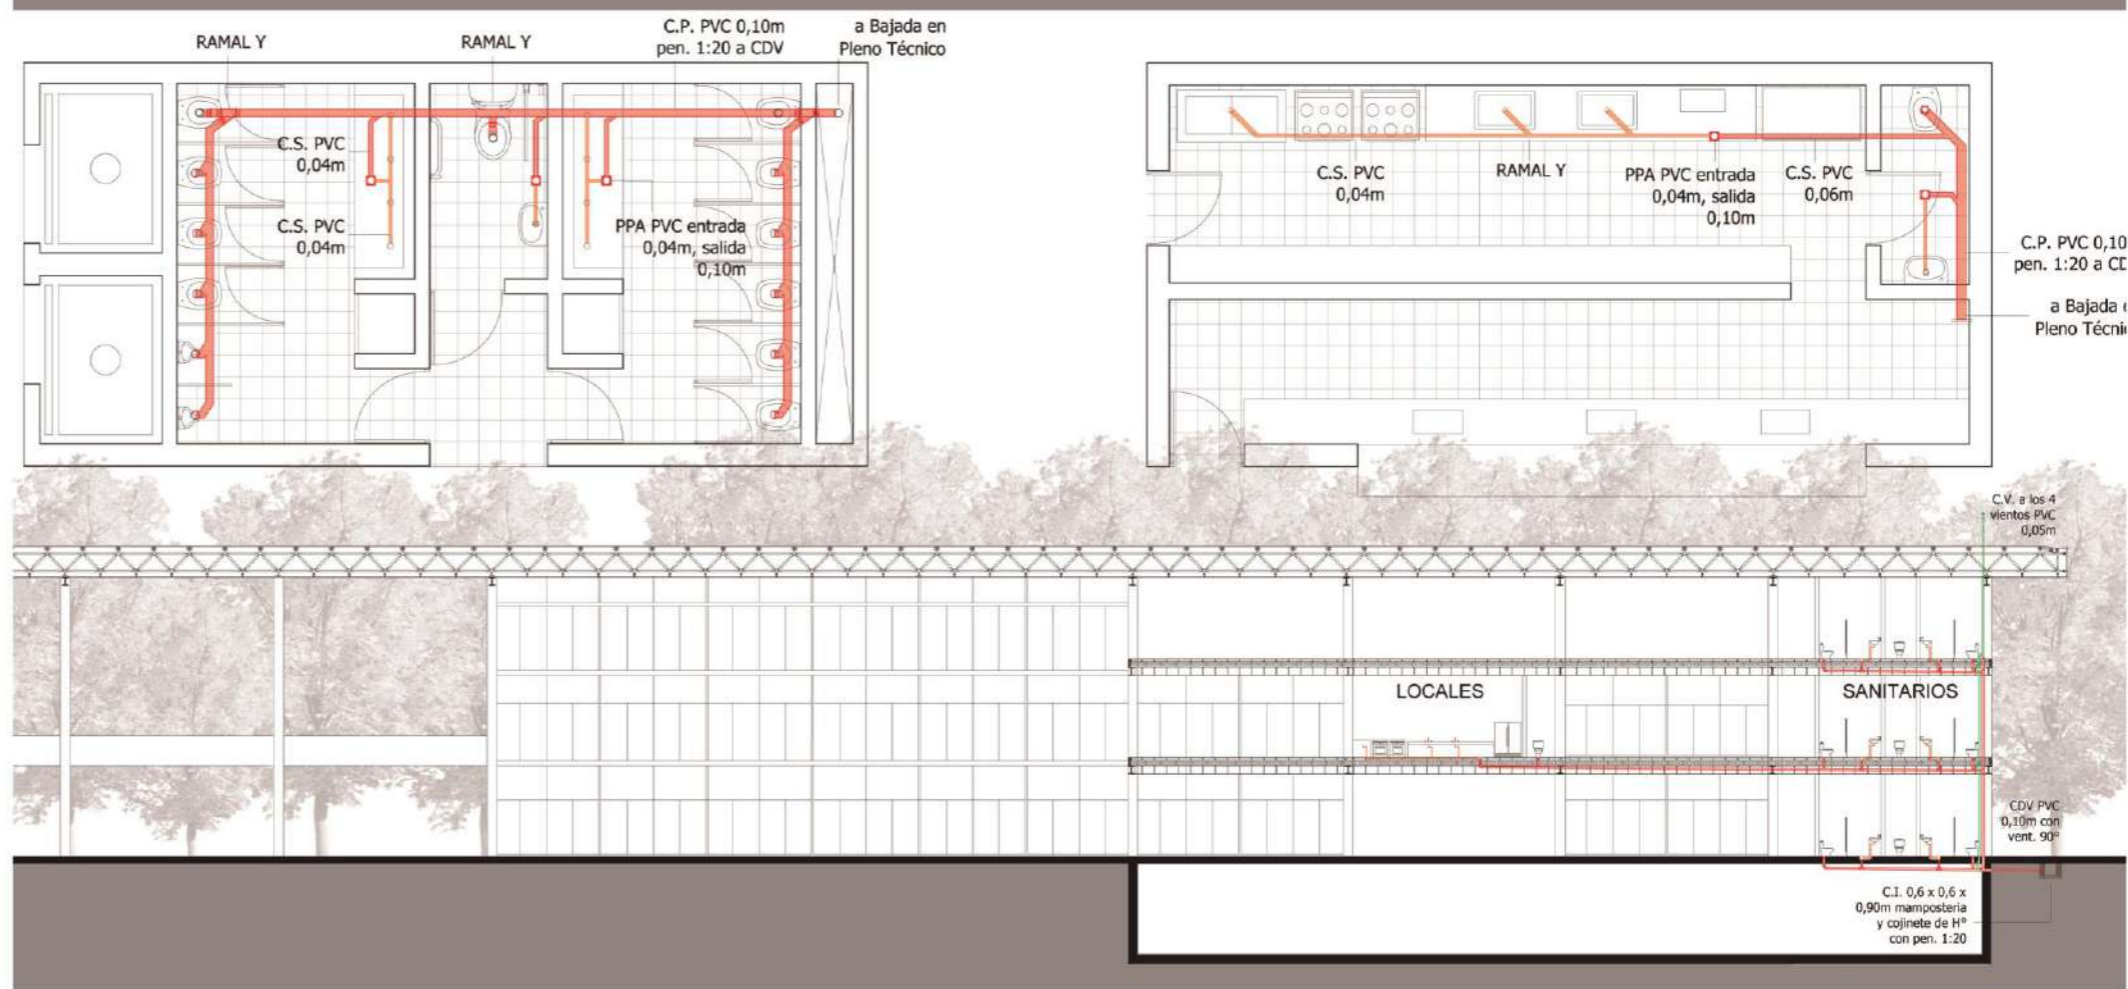 RAMAL Y
RAMAL Y
C.P. PVC 0,10m
pen. 1:20 a CDV
a Bajada en
Pleno Técnico
C.S. PVC
0,04m
C.S. PVC
0,04m
PPA PVC entrada
0,04m, salida
0,10m
C.S. PVC
0,04m
RAMAL Y
PPA PVC entrada
0,04m, salida
0,10m
C.S. PVC
0,06m
C.P. PVC 0,10
pen. 1:20 a CD
a Bajada e
Pleno Técni
C.V. a los 4
vientos PVC
0,05m
LOCALES
SANITARIOS
CDV PVC
0,10m con
vent. 90°
C.I. 0,6 x 0,6 x
0,90m mamposteria
y cojinete de H°
con pen. 1:20